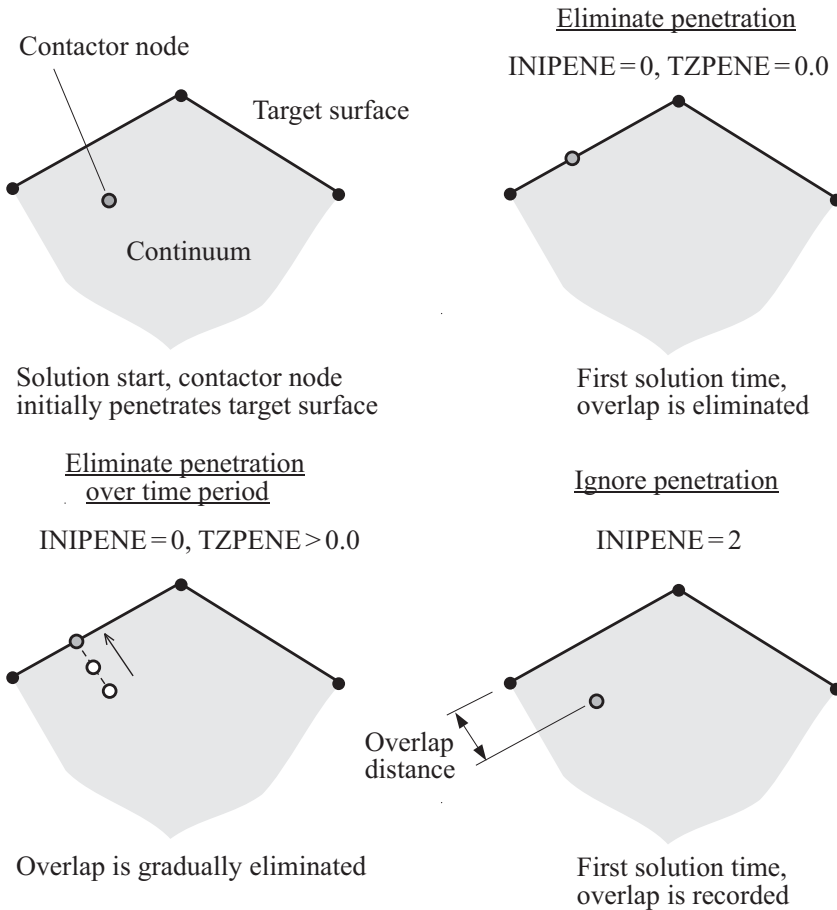 Contactor node
Target surface
Continuum
Solution start, contactor node
initially penetrates target surface
Eliminate penetration
INIPENE=0, TZPENE=0.0
First solution time,
overlap is eliminated
Eliminate penetration
over time period
INIPENE=0, TZPENE>0.0
Overlap is gradually eliminated
Ignore penetration
INIPENE=2
Overlap
distance
First solution time,
overlap is recorded